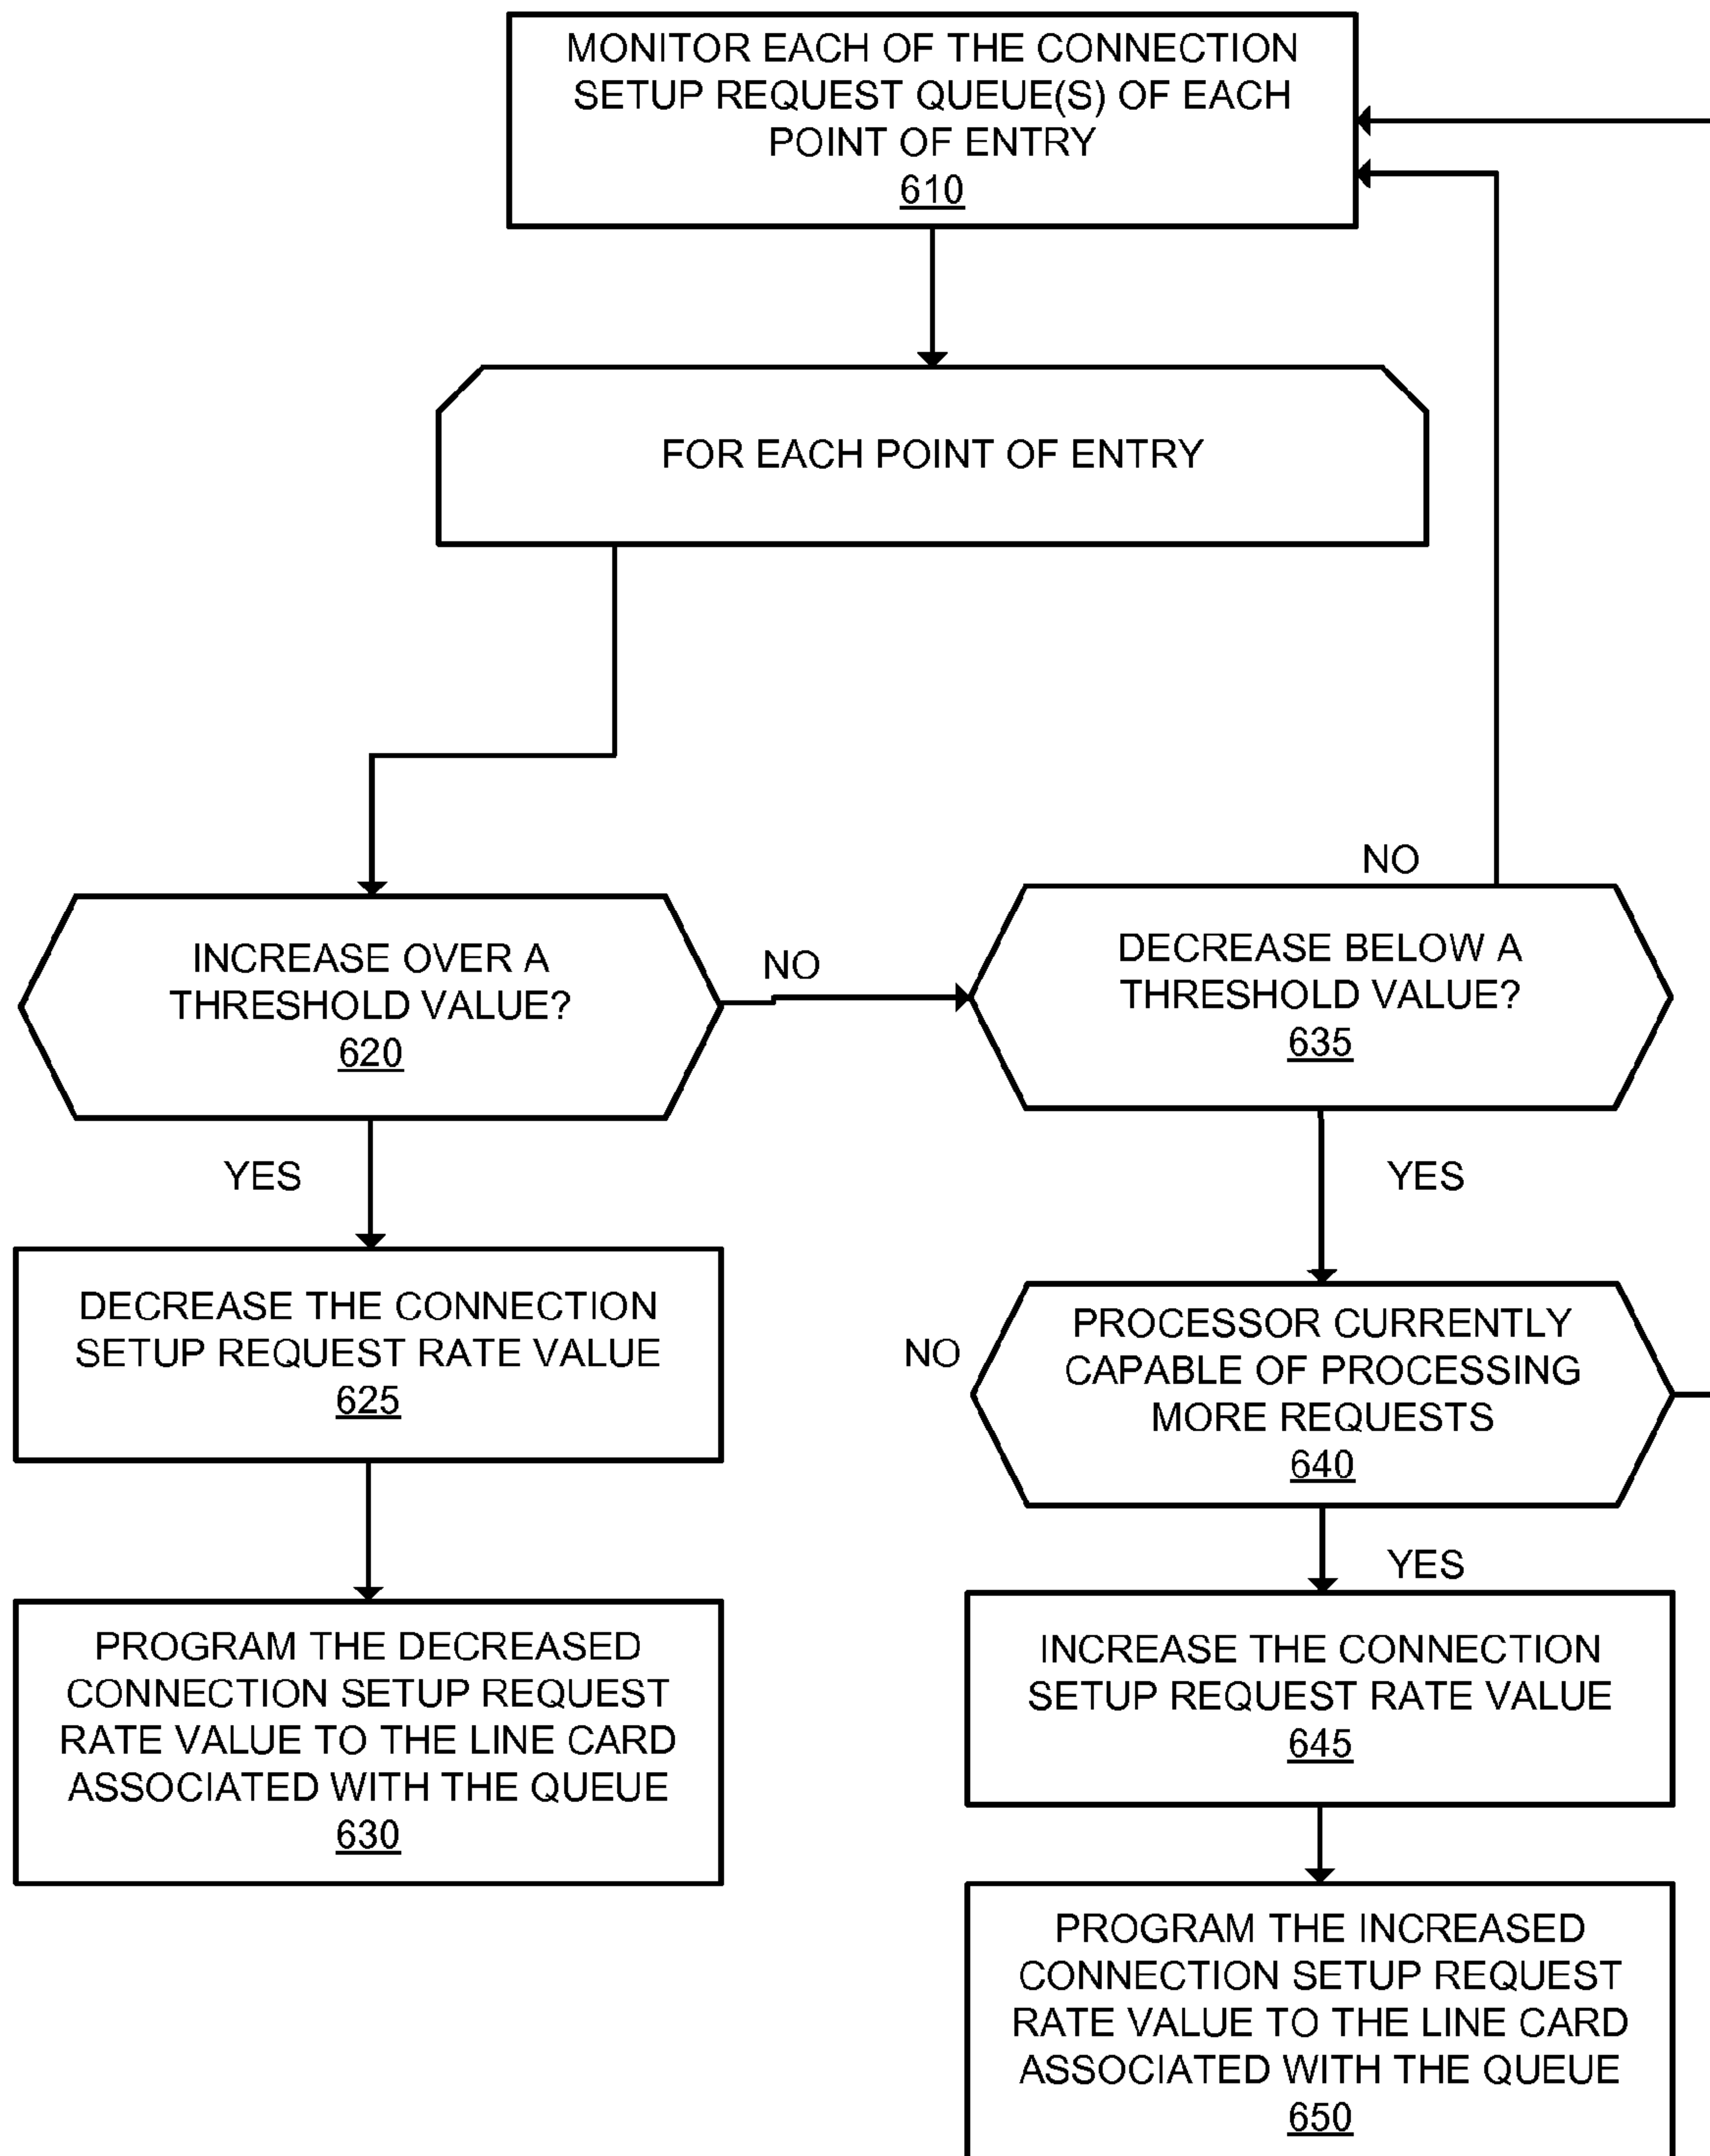 MONITOR EACH OF THE CONNECTION
SETUP REQUEST QUEUE(S) OF EACH
POINT OF ENTRY
610
FOR EACH POINT OF ENTRY
INCREASE OVER A
THRESHOLD VALUE?
620
NO
DECREASE BELOW A
THRESHOLD VALUE?
635
NO
YES
DECREASE THE CONNECTION
SETUP REQUEST RATE VALUE
625
PROGRAM THE DECREASED
CONNECTION SETUP REQUEST
RATE VALUE TO THE LINE CARD
ASSOCIATED WITH THE QUEUE
630
YES
PROCESSOR CURRENTLY
CAPABLE OF PROCESSING
MORE REQUESTS
640
NO
YES
INCREASE THE CONNECTION
SETUP REQUEST RATE VALUE
645
PROGRAM THE INCREASED
CONNECTION SETUP REQUEST
RATE VALUE TO THE LINE CARD
ASSOCIATED WITH THE QUEUE
650